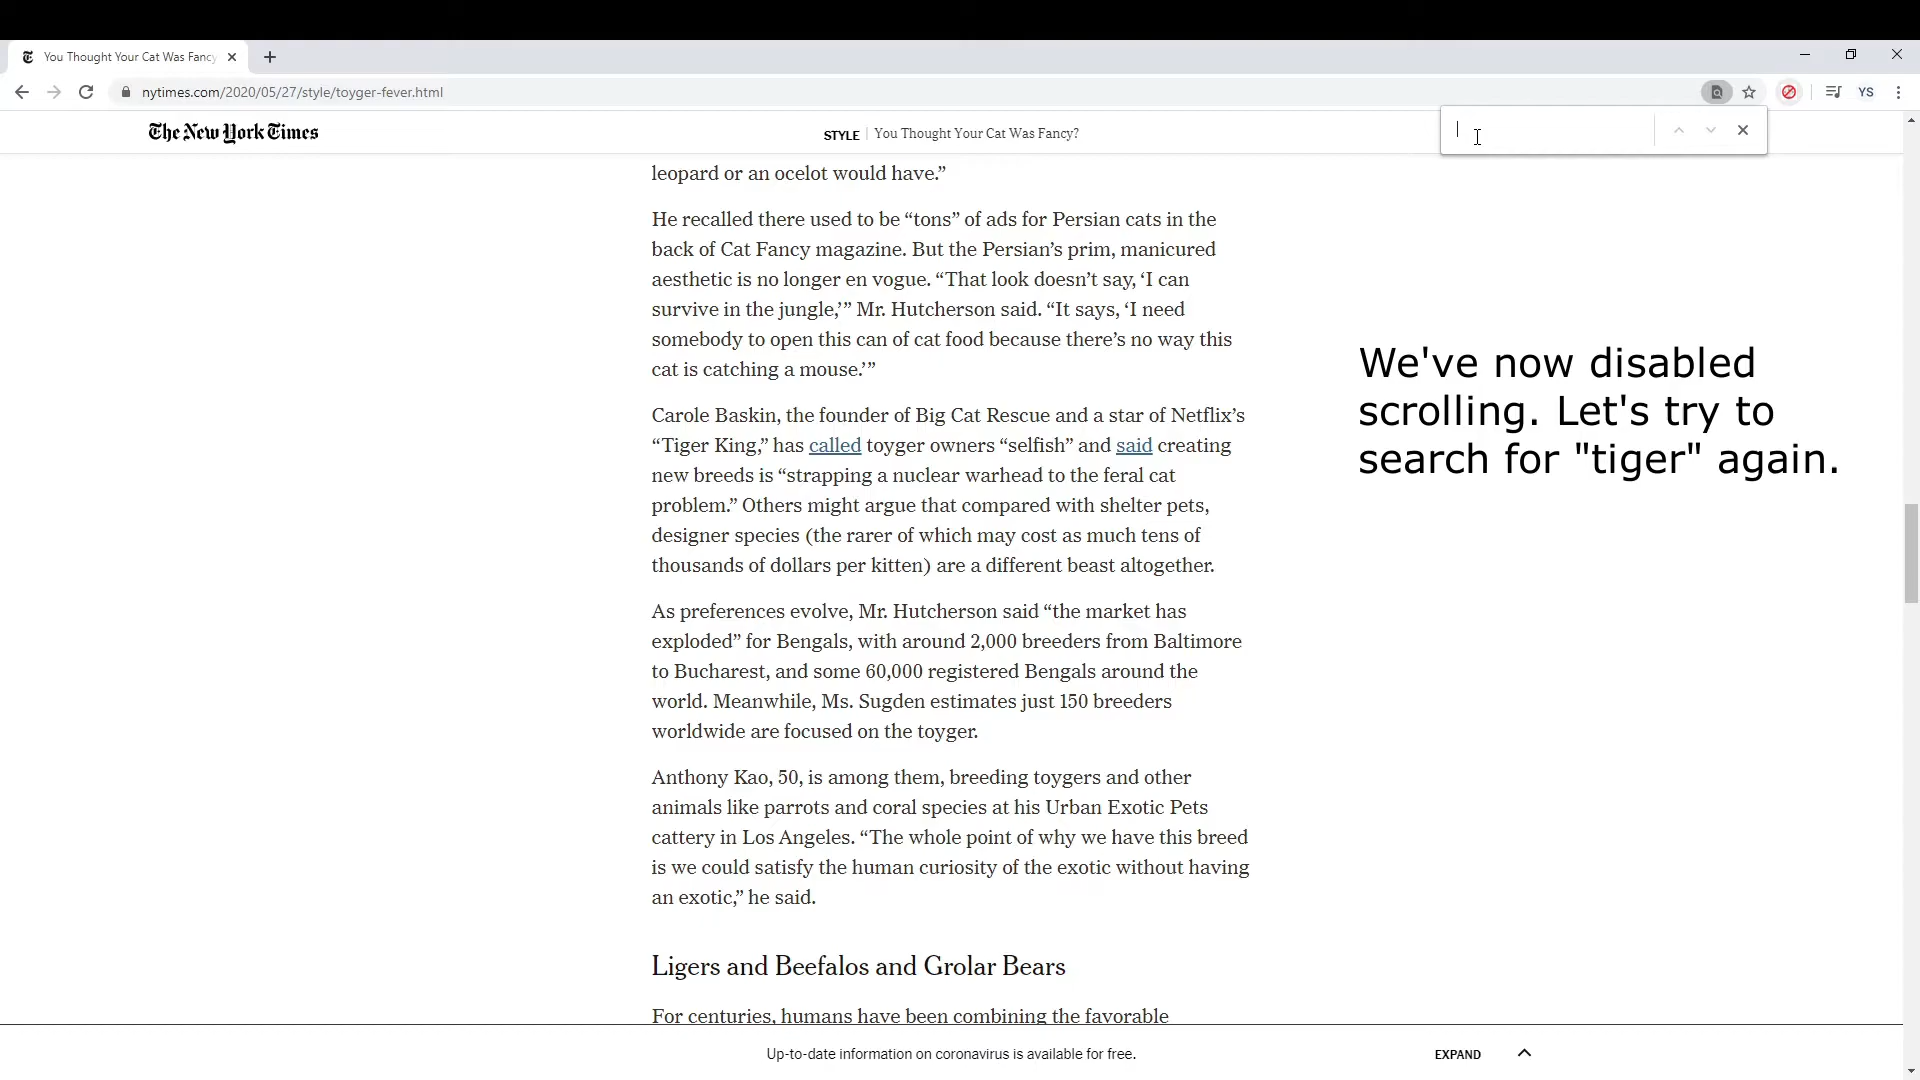 You Thought Your Cat Was Fancy
nytimes.com/2020/05/27/style/toyger-fever.html
YS
The New York Times
STYLE | You Thought Your Cat Was Fancy?
leopard or an ocelot would have.”
He recalled there used to be “tons” of ads for Persian cats in the
back of Cat Fancy magazine. But the Persian’s prim, manicured
aesthetic is no longer en vogue. “That look doesn’t say, ‘I can
survive in the jungle,’” Mr. Hutcherson said. “It says, ‘I need
somebody to open this can of cat food because there’s no way this
cat is catching a mouse.’”
Carole Baskin, the founder of Big Cat Rescue and a star of Netflix’s
“Tiger King,” has called toyger owners “selfish” and said creating
new breeds is “strapping a nuclear warhead to the feral cat
problem.” Others might argue that compared with shelter pets,
designer species (the rarer of which may cost as much tens of
thousands of dollars per kitten) are a different beast altogether.
As preferences evolve, Mr. Hutcherson said “the market has
exploded” for Bengals, with around 2,000 breeders from Baltimore
to Bucharest, and some 60,000 registered Bengals around the
world. Meanwhile, Ms. Sugden estimates just 150 breeders
worldwide are focused on the toyger.
Anthony Kao, 50, is among them, breeding toygers and other
animals like parrots and coral species at his Urban Exotic Pets
cattery in Los Angeles. “The whole point of why we have this breed
is we could satisfy the human curiosity of the exotic without having
an exotic,” he said.
Ligers and Beefalos and Grolar Bears
For centuries, humans have been combining the favorable
We've now disabled
scrolling. Let's try to
search for "tiger" again.
Up-to-date information on coronavirus is available for free.
EXPAND